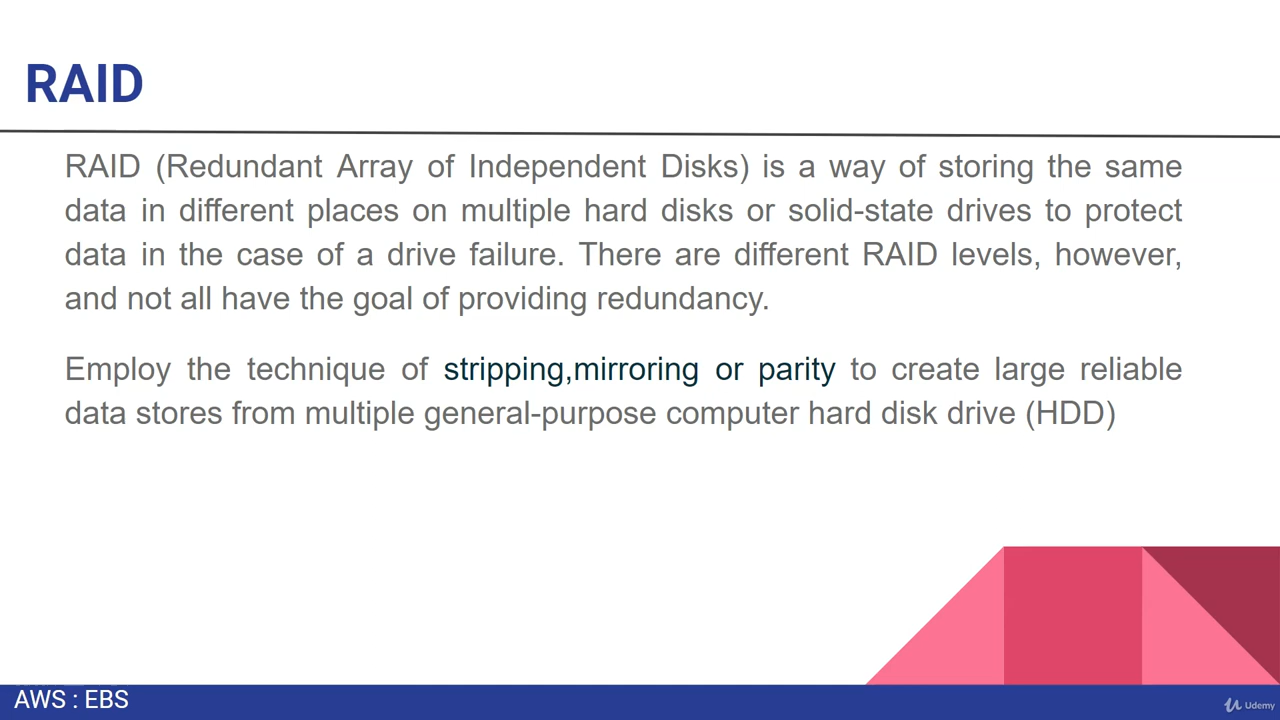 RAID
RAID (Redundant Array of Independent Disks) is a way of storing the same
data in different places on multiple hard disks or solid-state drives to protect
data in the case of a drive failure. There are different RAID levels, however,
and not all have the goal of providing redundancy.
Employ the technique of stripping,mirroring or parity to create large reliable
data stores from multiple general-purpose computer hard disk drive (HDD)
AWS : EBS
Udemy